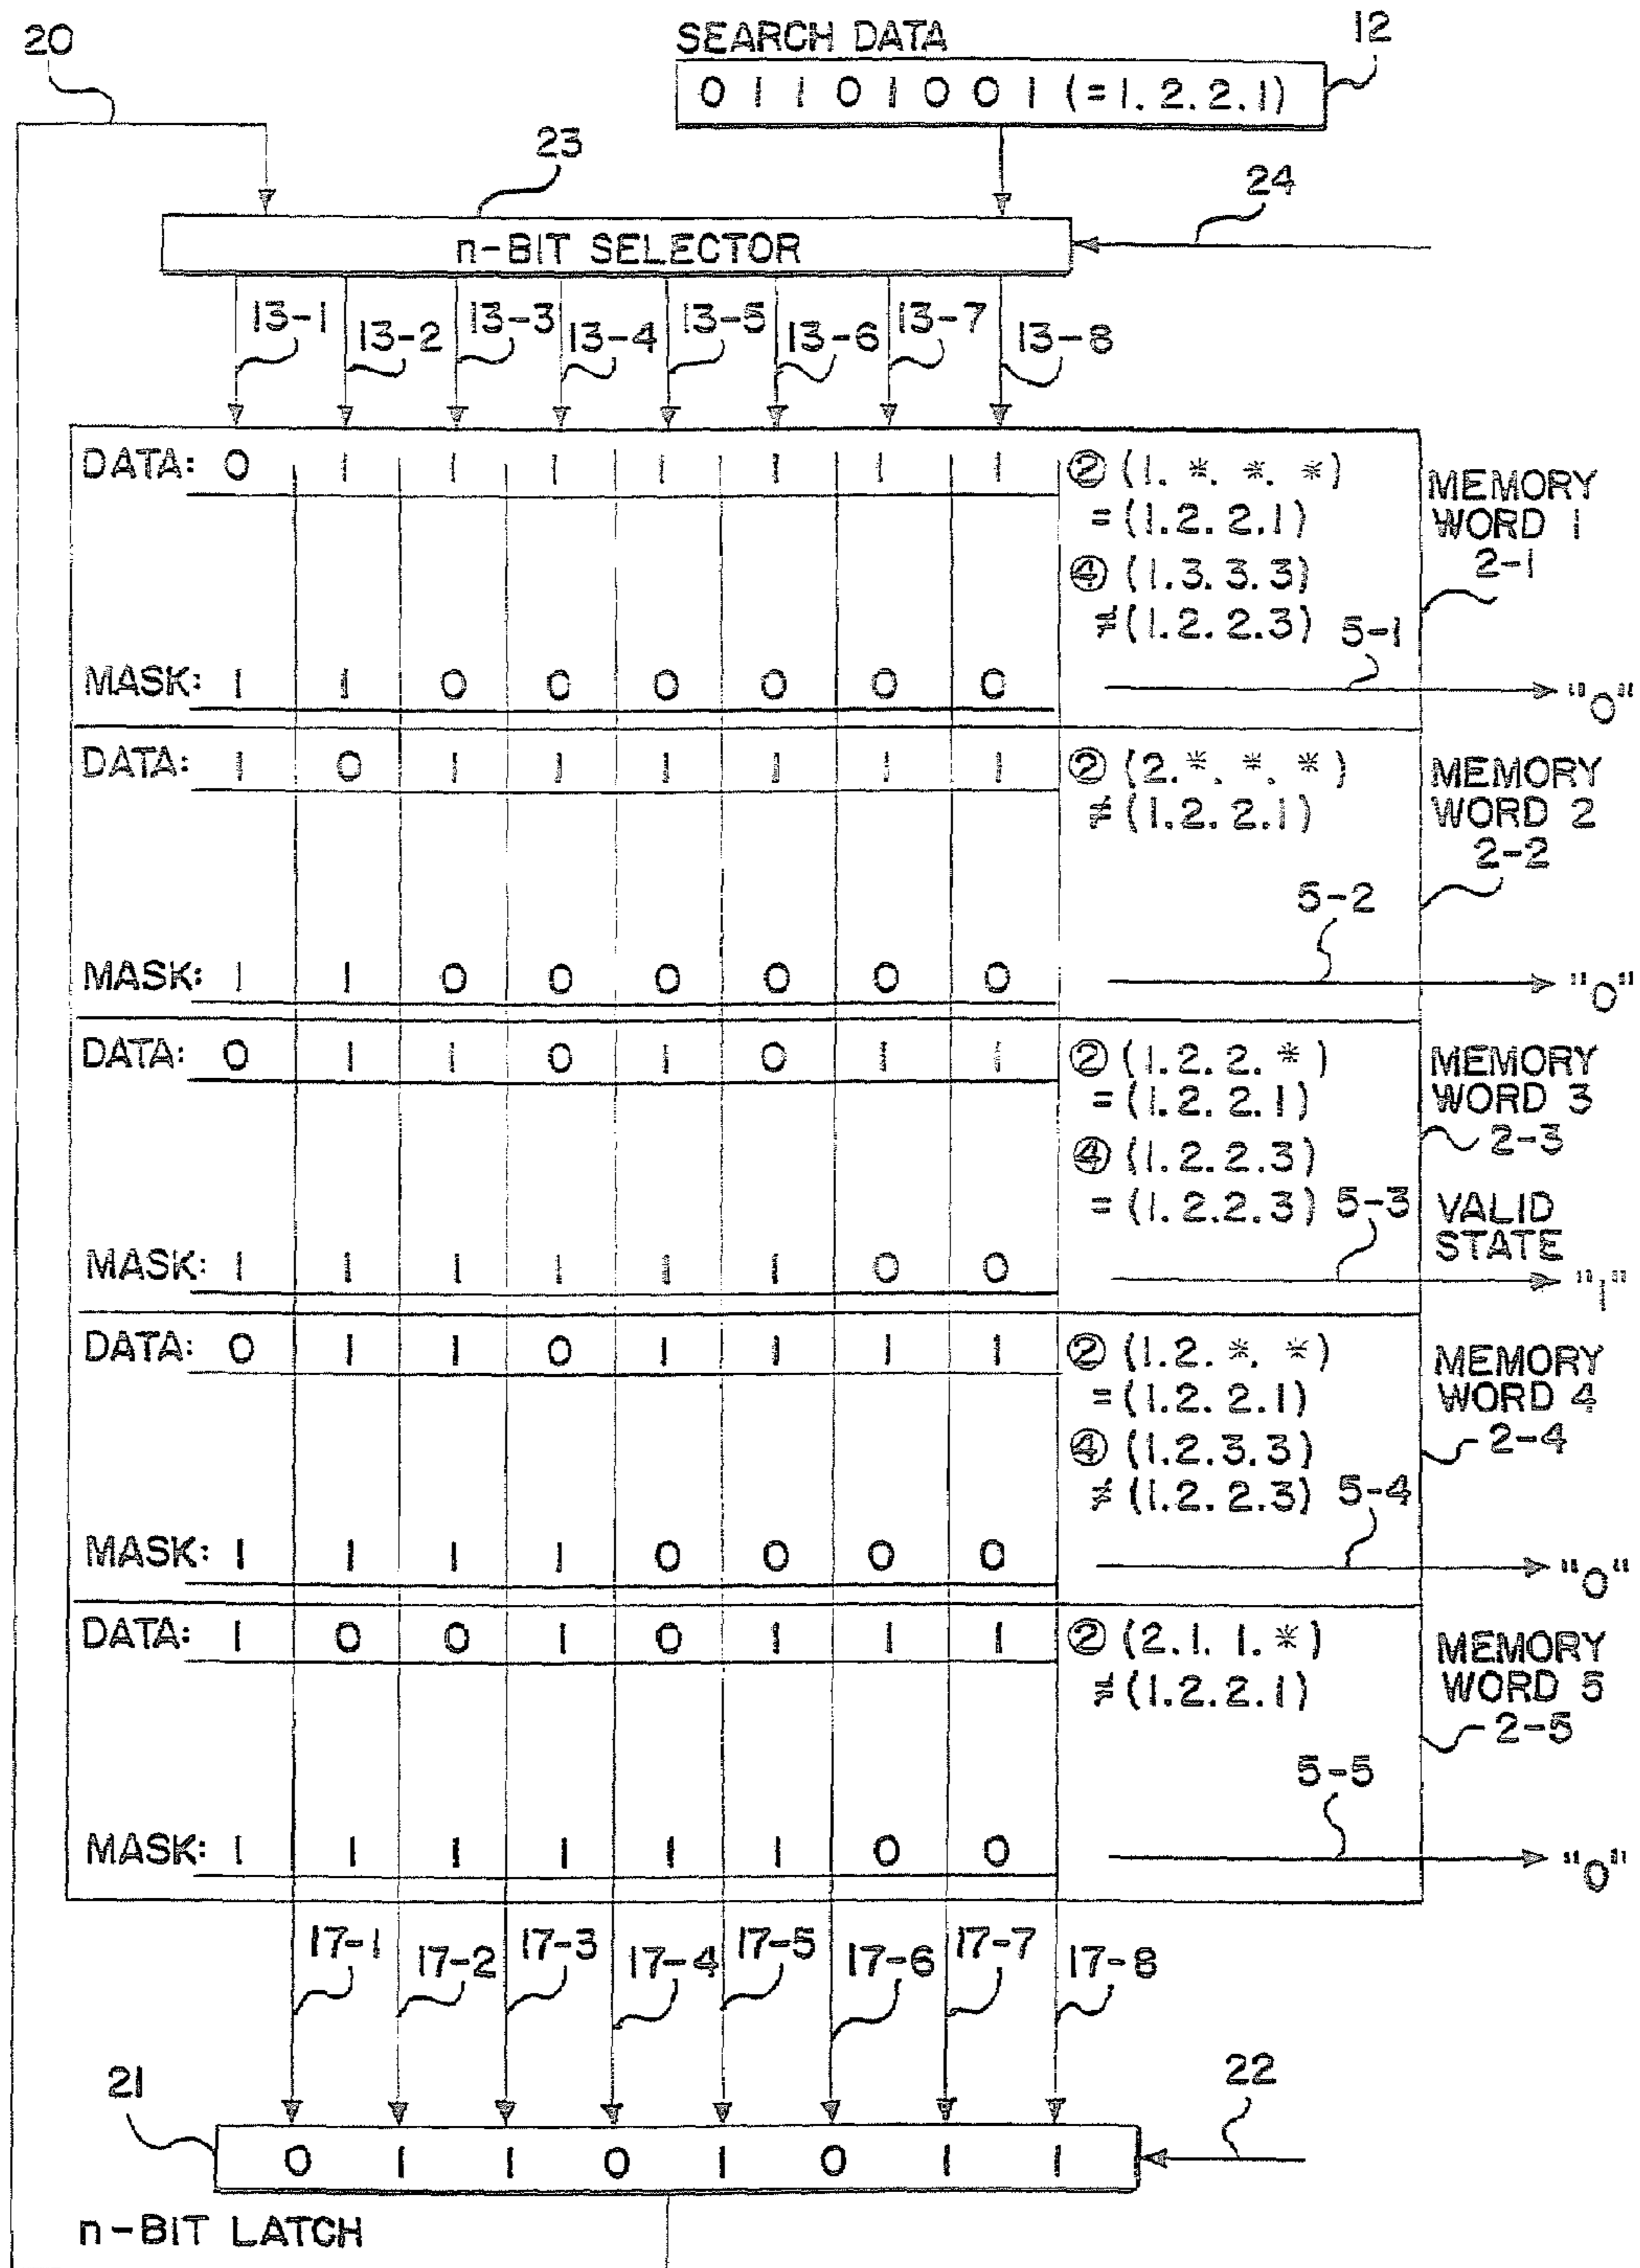 20
SEARCH DATA
12
0 1 1 0 1 0 0 1 (=1.2.2.1)
23
24
n-BIT SELECTOR
13-1 13-2 13-3 13-4 13-5 13-6 13-7 13-8
DATA: 0 1 1 1 1 1 1 1 ② (1.*.*.*)
=(1.2.2.1)
④ (1.3.3.3)
≠(1.2.2.3) 5-1
MEMORY
WORD 1
2-1
MASK: 1 1 0 0 0 0 0 0 "0"
DATA: 1 0 1 1 1 1 1 1 ② (2.*.*.*)
≠(1.2.2.1)
MEMORY
WORD 2
2-2
5-2
MASK: 1 1 0 0 0 0 0 0 "0"
DATA: 0 1 1 0 1 0 1 1 ② (1.2.2.*)
=(1.2.2.1)
④ (1.2.2.3)
=(1.2.2.3) 5-3
MEMORY
WORD 3
2-3
VALID
STATE
MASK: 1 1 1 1 1 1 0 0 "1"
DATA: 0 1 1 0 1 1 1 1 ② (1.2.*.*)
=(1.2.2.1)
④ (1.2.3.3)
≠(1.2.2.3) 5-4
MEMORY
WORD 4
2-4
MASK: 1 1 1 1 0 0 0 0 "0"
DATA: 1 0 0 1 0 1 1 1 ② (2.1.1.*)
≠(1.2.2.1)
MEMORY
WORD 5
2-5
5-5
MASK: 1 1 1 1 1 1 0 0 "0"
17-1 17-2 17-3 17-4 17-5 17-6 17-7 17-8
21
22
0 1 1 0 1 0 1 1
n-BIT LATCH